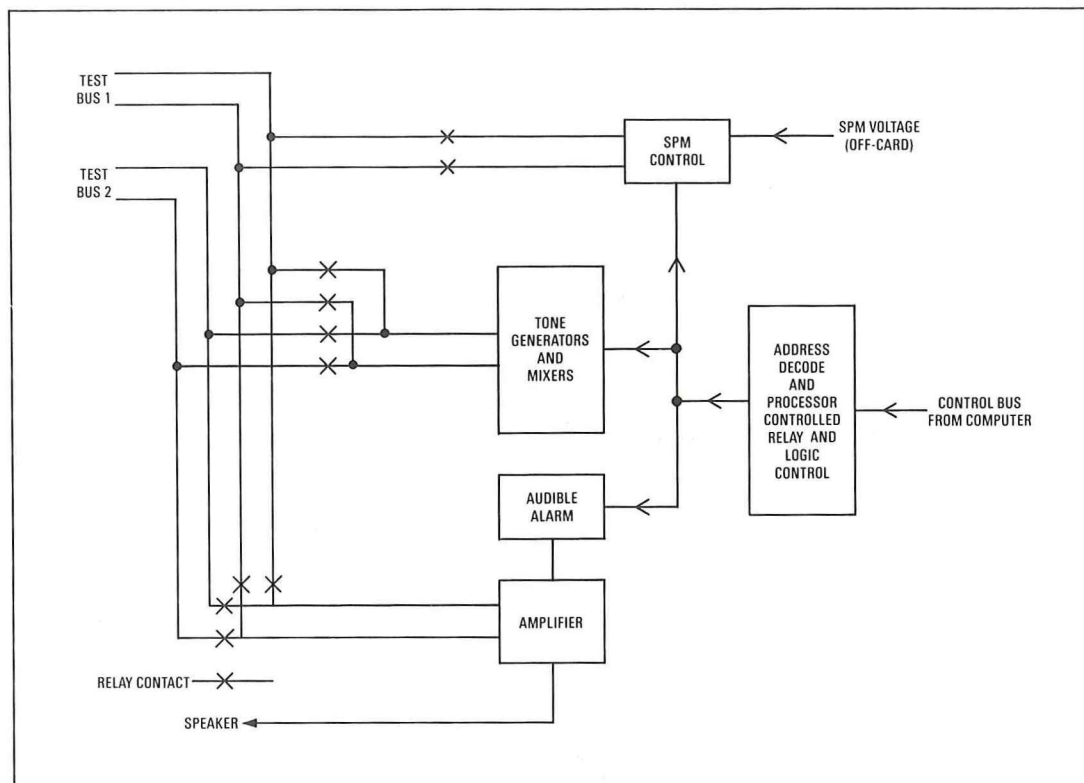 TEST
BUS 1
TEST
BUS 2
SPM
CONTROL
SPM VOLTAGE
(OFF-CARD)
TONE
GENERATORS
AND
MIXERS
ADDRESS
DECODE
AND
PROCESSOR
CONTROLLED
RELAY AND
LOGIC
CONTROL
CONTROL BUS
FROM COMPUTER
AUDIBLE
ALARM
AMPLIFIER
RELAY CONTACT
SPEAKER